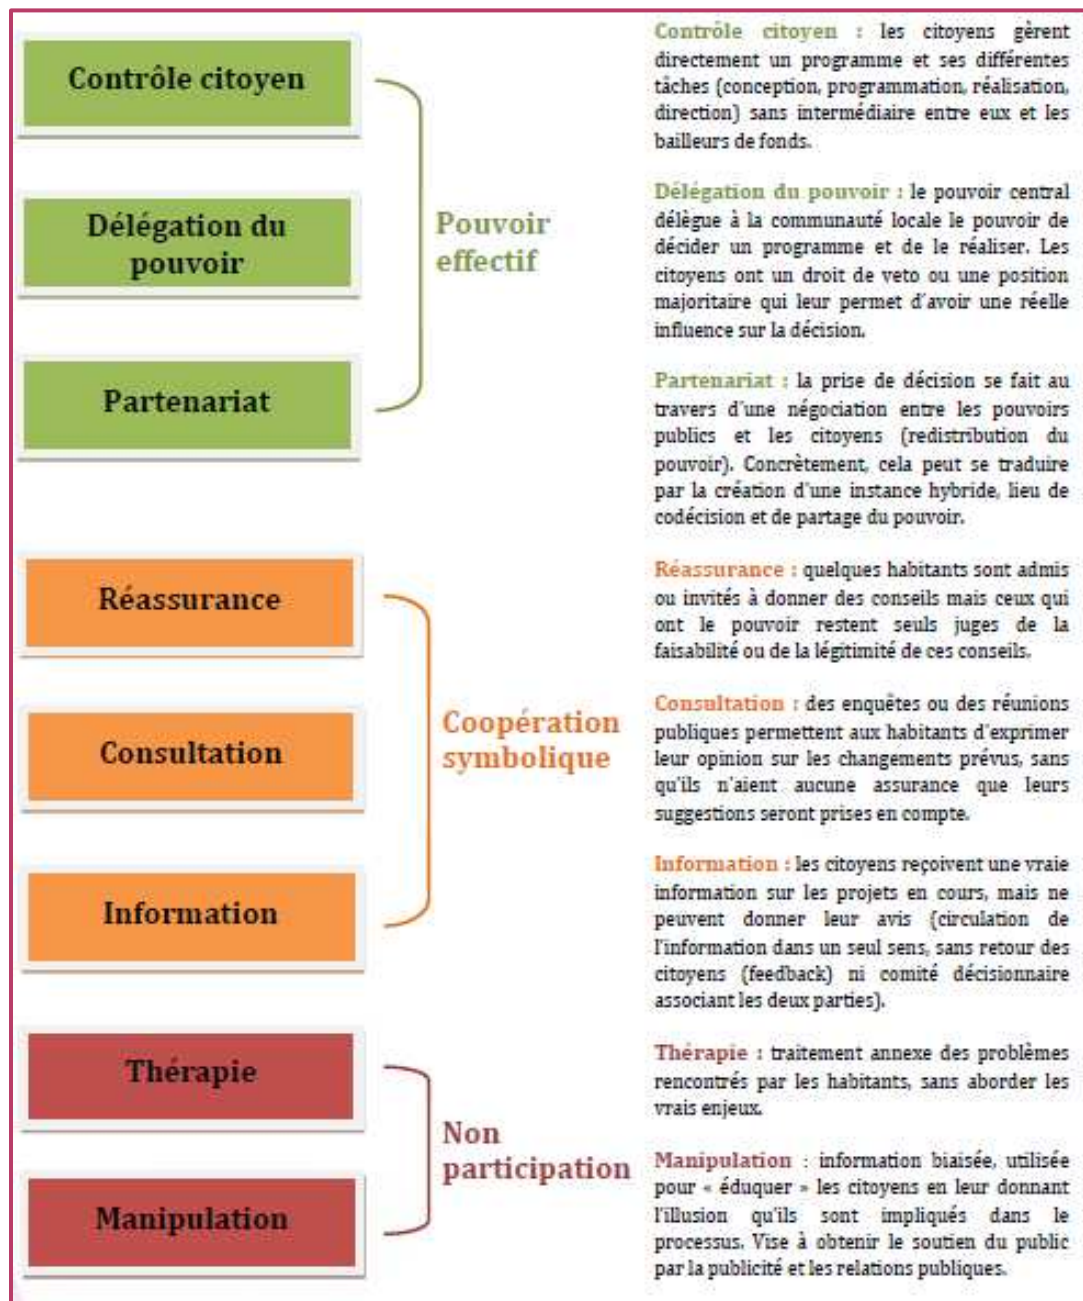 Contrôle citoyen
Délégation du
pouvoir
Partenariat
Pouvoir
effectif
Réassurance
Consultation
Information
Coopération
symbolique
Thérapie
Manipulation
Non
participation
Contrôle citoyen : les citoyens gèrent
directement un programme et ses différentes
tâches (conception, programmation, réalisation,
direction) sans intermédiaire entre eux et les
bailleurs de fonds.
Délégation du pouvoir : le pouvoir central
délègue à la communauté locale le pouvoir de
décider un programme et de le réaliser. Les
citoyens ont un droit de veto ou une position
majoritaire qui leur permet d'avoir une réelle
influence sur la décision.
Partenariat : la prise de décision se fait au
travers d'une négociation entre les pouvoirs
publics et les citoyens (redistribution du
pouvoir). Concrètement, cela peut se traduire
par la création d'une instance hybride, lieu de
codécision et de partage du pouvoir.
Réassurance : quelques habitants sont admis
ou invités à donner des conseils mais ceux qui
ont le pouvoir restent seuls juges de la
faisabilité ou de la légitimité de ces conseils.
Consultation : des enquêtes ou des réunions
publiques permettent aux habitants d'exprimer
leur opinion sur les changements prévus, sans
qu'ils n'aient aucune assurance que leurs
suggestions seront prises en compte.
Information : les citoyens reçoivent une vraie
information sur les projets en cours, mais ne
peuvent donner leur avis (circulation de
l'information dans un seul sens, sans retour des
citoyens (feedback) ni comité décisionnaire
associant les deux parties).
Thérapie : traitement annexe des problèmes
rencontrés par les habitants, sans aborder les
vrais enjeux.
Manipulation : information biaisée, utilisée
pour « éduquer » les citoyens en leur donnant
l'illusion qu'ils sont impliqués dans le
processus. Vise à obtenir le soutien du public
par la publicité et les relations publiques.